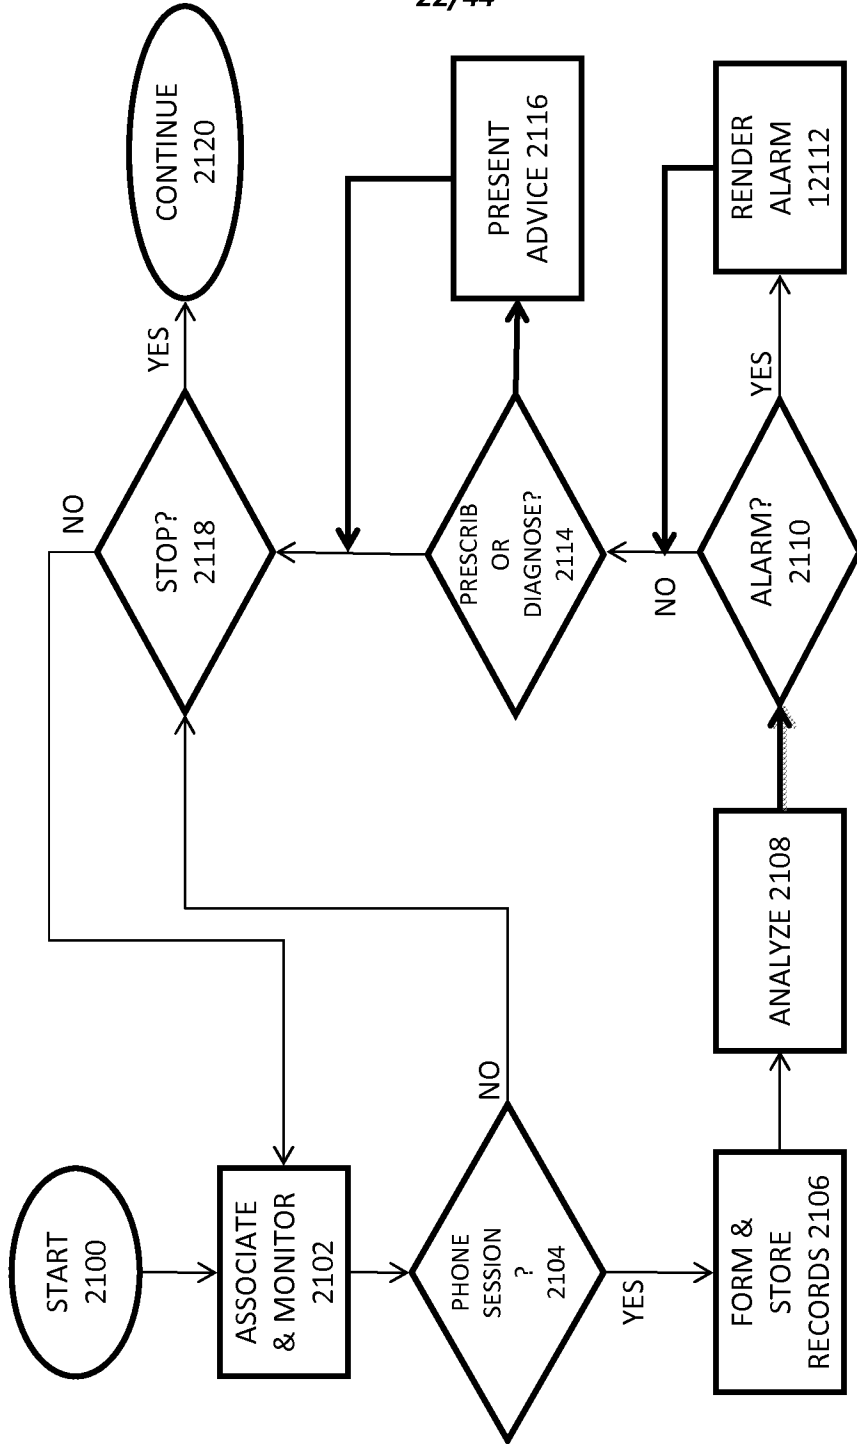 22/44
START
2100
ASSOCIATE
& MONITOR
2102
PHONE
SESSION
?
2104
NO
YES
FORM &
STORE
RECORDS 2106
ANALYZE 2108
ALARM?
2110
YES
NO
RENDER
ALARM
12112
PRESCRIB
OR
DIAGNOSE?
2114
PRESENT
ADVICE 2116
STOP?
2118
NO
YES
CONTINUE
2120